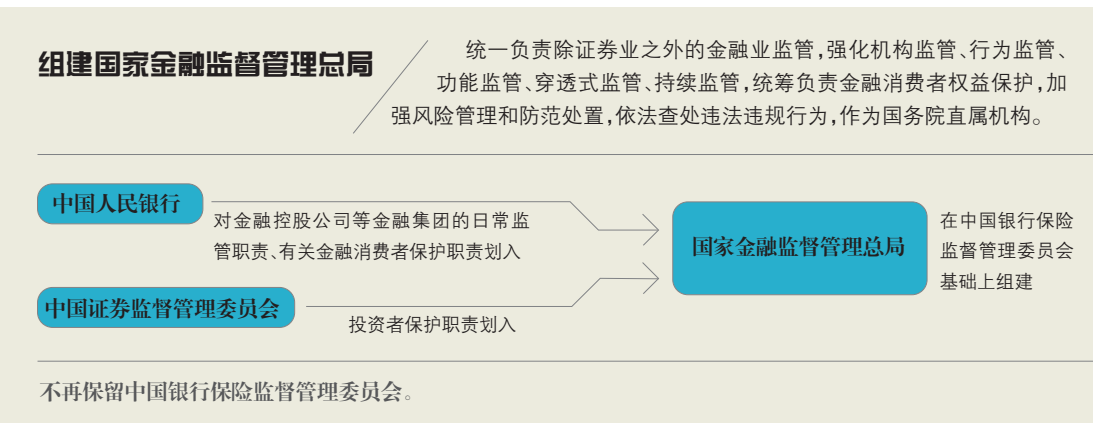 组建国家金融监督管理总局
统一负责除证券业之外的金融业监管,强化机构监管、行为监管、
功能监管、穿透式监管、持续监管,统筹负责金融消费者权益保护,加
强风险管理和防范处置,依法查处违法违规行为,作为国务院直属机构。
中国人民银行
对金融控股公司等金融集团的日常监
管职责、有关金融消费者保护职责划入
中国证券监督管理委员会
投资者保护职责划入
国家金融监督管理总局
在中国银行保险
监督管理委员会
基础上组建
不再保留中国银行保险监督管理委员会。